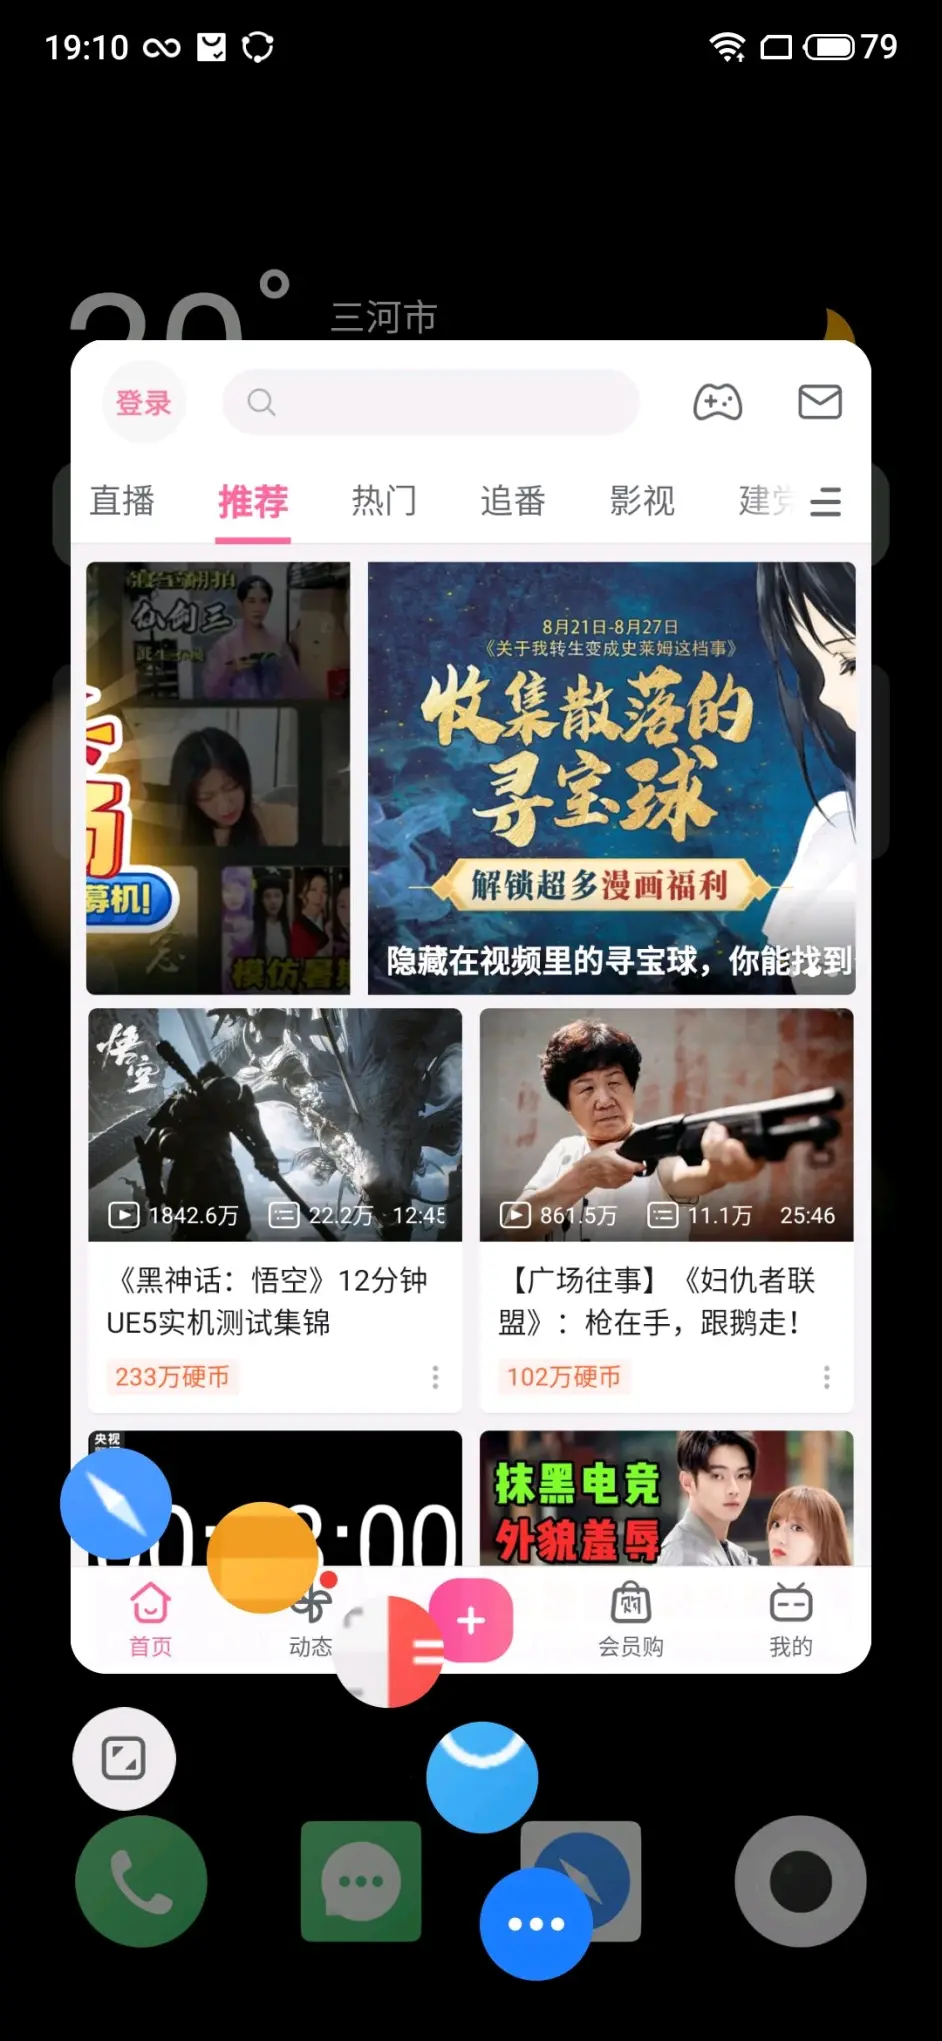 19:10
79
三河市
登录
直播
推荐
热门
追番
影视
建党
仙剑三
募机!
模仿暑
8月21日-8月27日
《关于我转生变成史莱姆这档事》
收集散落的
寻宝球
解锁超多漫画福利
隐藏在视频里的寻宝球，你能找到
悟空
1842.6万
22.2万
12:45
861.5万
11.1万
25:46
《黑神话：悟空》12分钟
UE5实机测试集锦
233万硬币
【广场往事】《妇仇者联
盟》：枪在手，跟鹅走！
102万硬币
央视
:00
抹黑电竞
外貌羞辱
首页
动态
购
会员购
我的